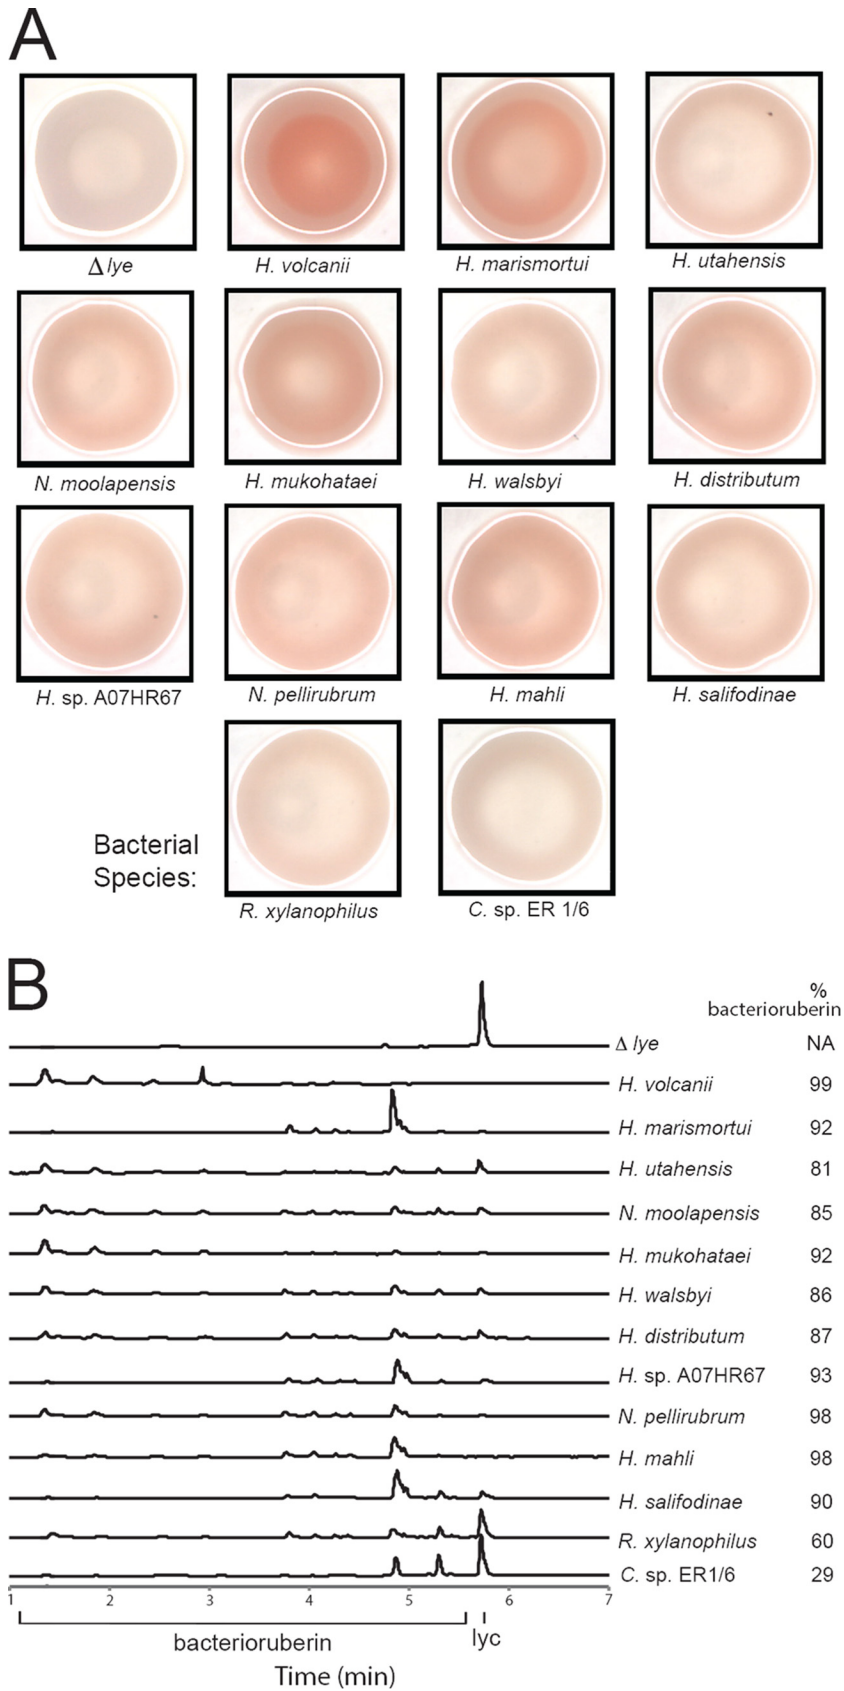 A
Δ lye
H. volcanii
H. marismortui
H. utahensis
N. moolapensis
H. mukohataei
H. walsbyi
H. distributum
H. sp. A07HR67
N. pellirubrum
H. mahli
H. salifodinae
Bacterial
Species:
R. xylanophilus
C. sp. ER 1/6
B
%
bacterioruberin
Δ lye NA
H. volcanii 99
H. marismortui 92
H. utahensis 81
N. moolapensis 85
H. mukohataei 92
H. walsbyi 86
H. distributum 87
H. sp. A07HR67 93
N. pellirubrum 98
H. mahli 98
H. salifodinae 90
R. xylanophilus 60
C. sp. ER1/6 29
1 2 3 4 5 6 7
bacterioruberin lyc
Time (min)